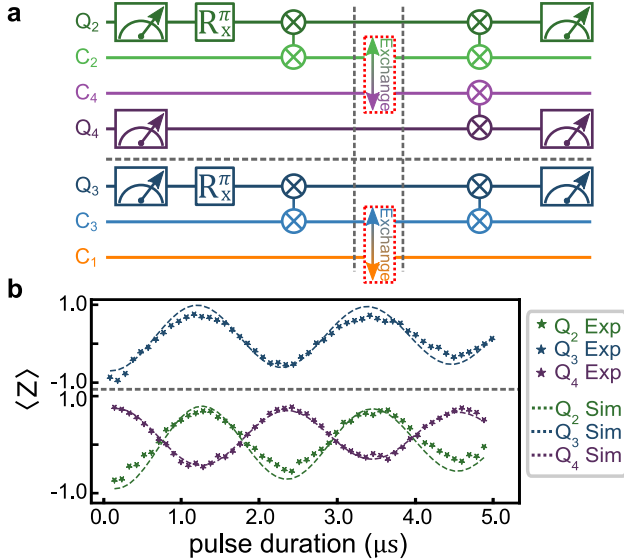 a
Q₂ Rₓ^π
C₂
Exchange
C₄
Q₄
Q₃ Rₓ^π
C₃
Exchange
C₁
b
1.0
-1.0
1.0
-1.0
⟨Z⟩
0.0 1.0 2.0 3.0 4.0 5.0
pulse duration (μs)
Q₂ Exp
Q₃ Exp
Q₄ Exp
Q₂ Sim
Q₃ Sim
Q₄ Sim